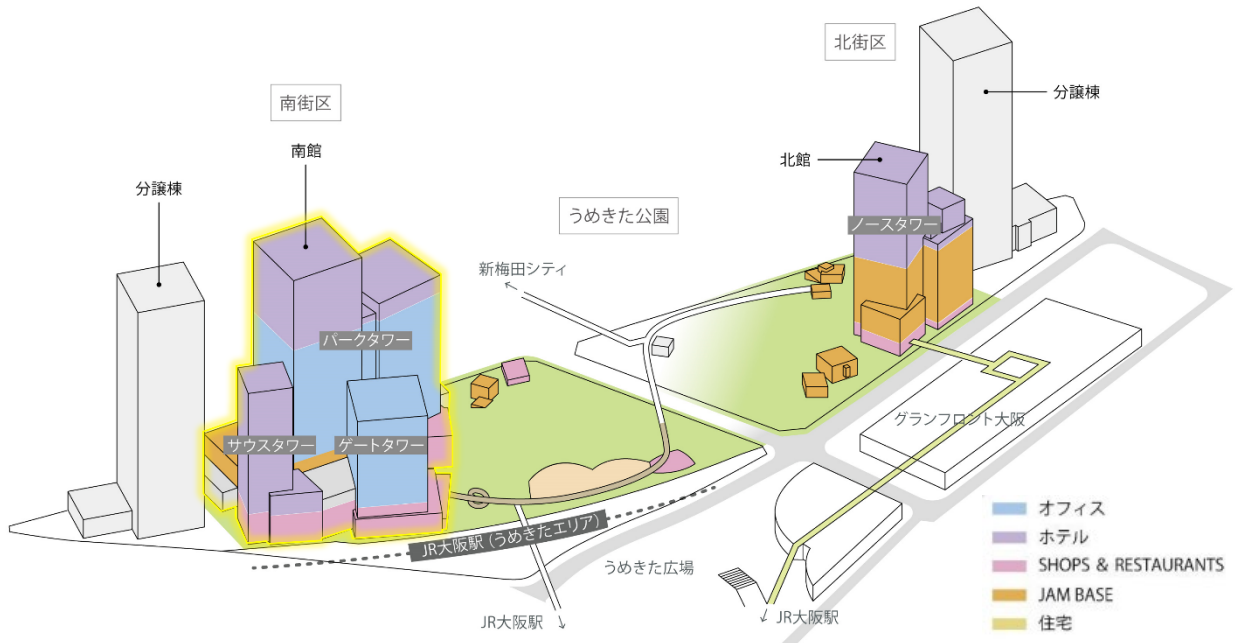 北街区
分譲棟
南街区
南館
北館
分譲棟
うめきた公園
ノースタワー
新梅田シティ
パークタワー
グランフロント大阪
サウスタワー
ゲートタワー
JR大阪駅(うめきたエリア)
うめきた広場
JR大阪駅
JR大阪駅
オフィス
ホテル
SHOPS & RESTAURANTS
JAM BASE
住宅